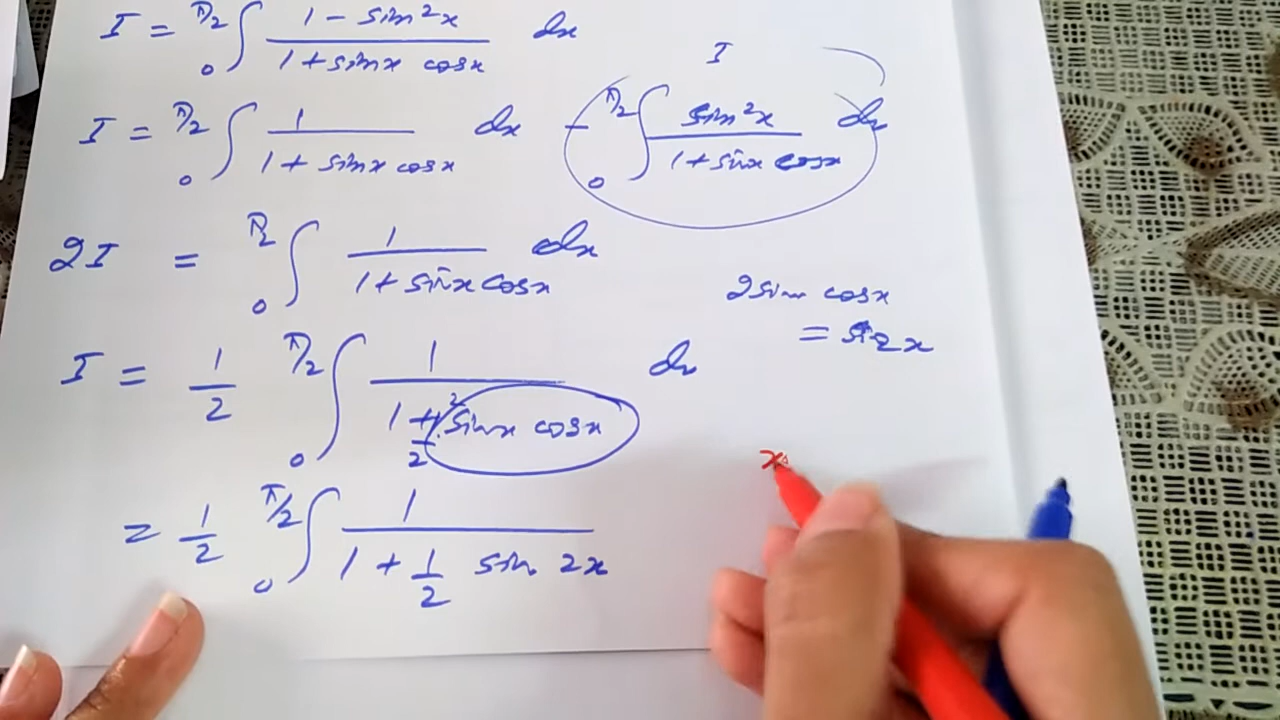 I = π/2 ∫ 0 1 - sin²x / 1 + sinx cosx dx
I
I = π/2 ∫ 0 1 / 1 + sinx cosx dx - π/2 ∫ 0 sin²x / 1 + sinx cosx dx
2I = π/2 ∫ 0 1 / 1 + sinx cosx dx
2sinx cosx
= sin2x
I = 1/2 π/2 ∫ 0 1 / 1 + 2/2 sinx cosx dx
= 1/2 π/2 ∫ 0 1 / 1 + 1/2 sin 2x
x